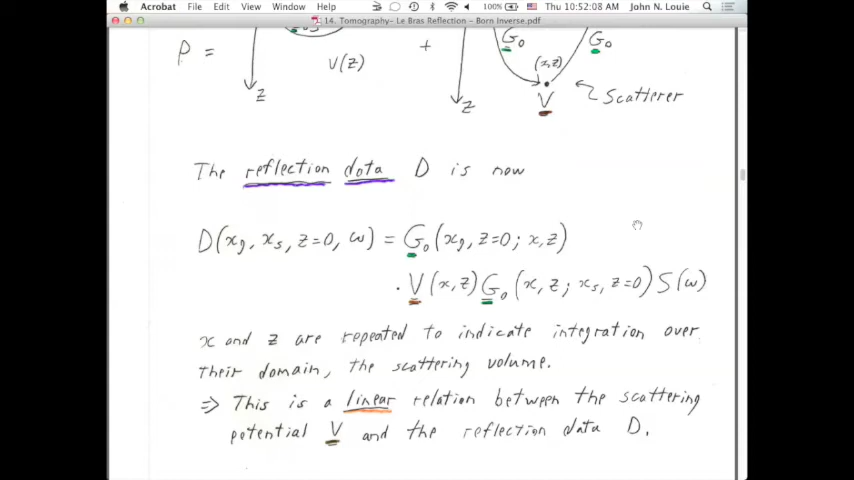 Acrobat File Edit View Window Help 100% Thu 10:52:08 AM John N. Louie
14. Tomography- Le Bras Reflection - Born Inverse.pdf
P = + G₀ G₀
V(z) (x,z)
z z V Scatterer
The reflection data D is now
D(xg, xs, z=0, ω) = G₀(xg, z=0; x,z)
· V(x,z) G₀(x,z; xs, z=0) S(ω)
x and z are repeated to indicate integration over
their domain, the scattering volume.
⇒ This is a linear relation between the scattering
potential V and the reflection data D.